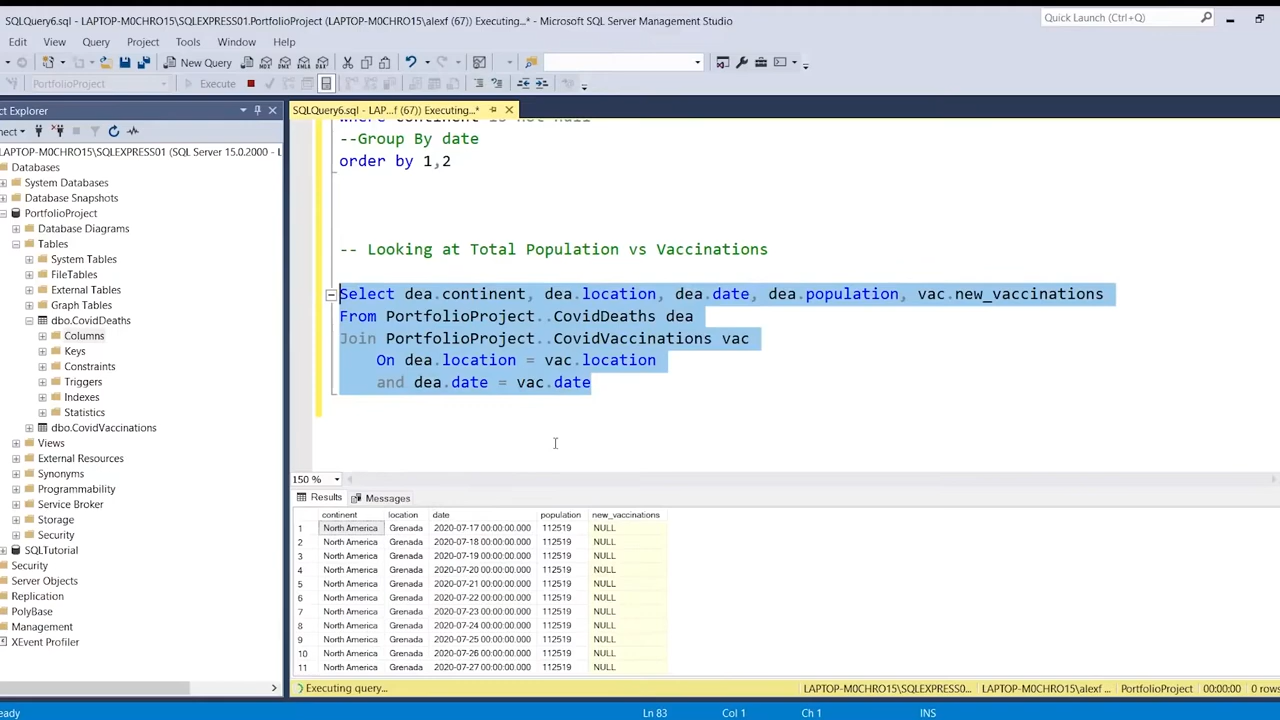 SQLQuery6.sql - LAPTOP-M0CHRO15\SQLEXPRESS01.PortfolioProject (LAPTOP-M0CHRO15\alexf (67)) Executing...* - Microsoft SQL Server Management Studio
Quick Launch (Ctrl+Q)
Edit View Query Project Tools Window Help
New Query
PortfolioProject Execute
ct Explorer
SQLQuery6.sql - LAP...f (67)) Executing...*
nect
LAPTOP-M0CHRO15\SQLEXPRESS01 (SQL Server 15.0.2000 -
Databases
System Databases
Database Snapshots
PortfolioProject
Database Diagrams
Tables
System Tables
FileTables
External Tables
Graph Tables
dbo.CovidDeaths
Columns
Keys
Constraints
Triggers
Indexes
Statistics
dbo.CovidVaccinations
Views
External Resources
Synonyms
Programmability
Service Broker
Storage
Security
SQLTutorial
Security
Server Objects
Replication
PolyBase
Management
XEvent Profiler
where continent is not null
--Group By date
order by 1,2
-- Looking at Total Population vs Vaccinations
Select dea.continent, dea.location, dea.date, dea.population, vac.new_vaccinations
From PortfolioProject..CovidDeaths dea
Join PortfolioProject..CovidVaccinations vac
On dea.location = vac.location
and dea.date = vac.date
150 %
Results Messages
continent location date population new_vaccinations
1 North America Grenada 2020-07-17 00:00:00.000 112519 NULL
2 North America Grenada 2020-07-18 00:00:00.000 112519 NULL
3 North America Grenada 2020-07-19 00:00:00.000 112519 NULL
4 North America Grenada 2020-07-20 00:00:00.000 112519 NULL
5 North America Grenada 2020-07-21 00:00:00.000 112519 NULL
6 North America Grenada 2020-07-22 00:00:00.000 112519 NULL
7 North America Grenada 2020-07-23 00:00:00.000 112519 NULL
8 North America Grenada 2020-07-24 00:00:00.000 112519 NULL
9 North America Grenada 2020-07-25 00:00:00.000 112519 NULL
10 North America Grenada 2020-07-26 00:00:00.000 112519 NULL
11 North America Grenada 2020-07-27 00:00:00.000 112519 NULL
Executing query... LAPTOP-M0CHRO15\SQLEXPRESS0... LAPTOP-M0CHRO15\alexf ... PortfolioProject 00:00:00 0 rows
eady Ln 83 Col 1 Ch 1 INS